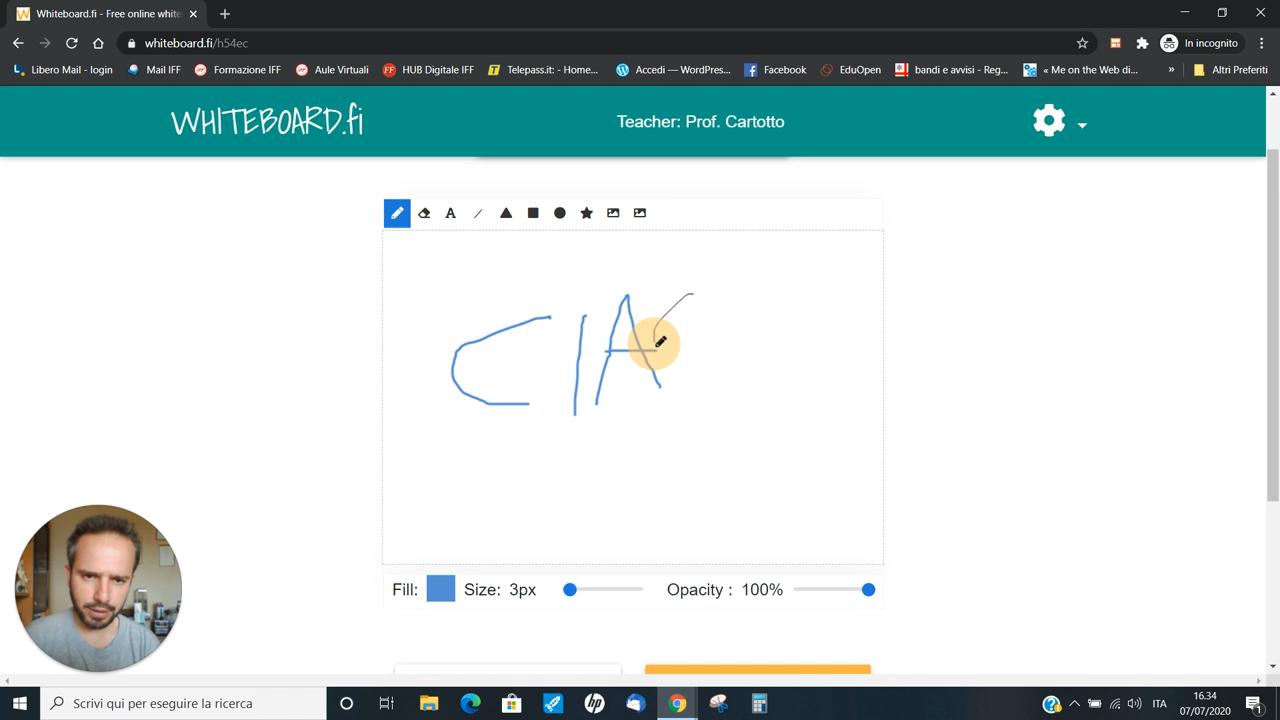 Whiteboard.fi - Free online white
whiteboard.fi/h54ec
In incognito
Libero Mail - login
Mail IFF
Formazione IFF
Aule Virtuali
HUB Digitale IFF
Telepass.it: - Home...
Accedi — WordPres...
Facebook
EduOpen
bandi e avvisi - Reg...
« Me on the Web di...
»
Altri Preferiti
WHITEBOARD.fi
Teacher: Prof. Cartotto
A
CIA
Fill:
Size: 3px
Opacity : 100%
Scrivi qui per eseguire la ricerca
hp
ITA
16.34
07/07/2020
1